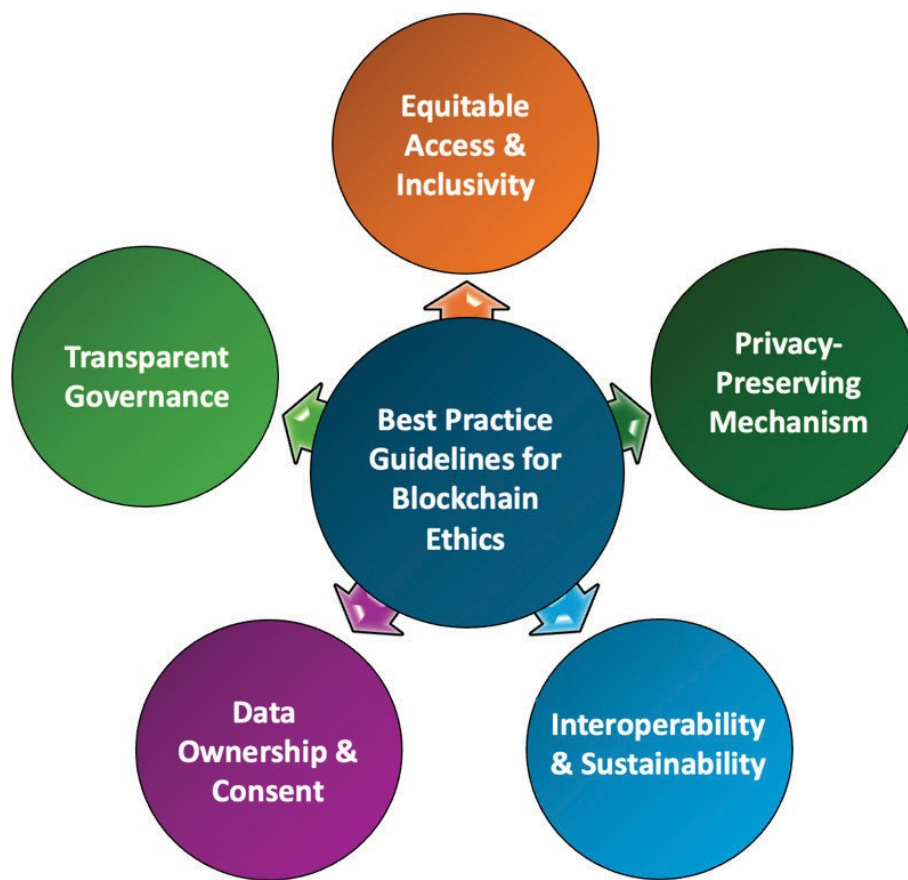 Equitable
Access &
Inclusivity
Transparent
Governance
Privacy-
Preserving
Mechanism
Best Practice
Guidelines for
Blockchain
Ethics
Data
Ownership &
Consent
Interoperability
& Sustainability